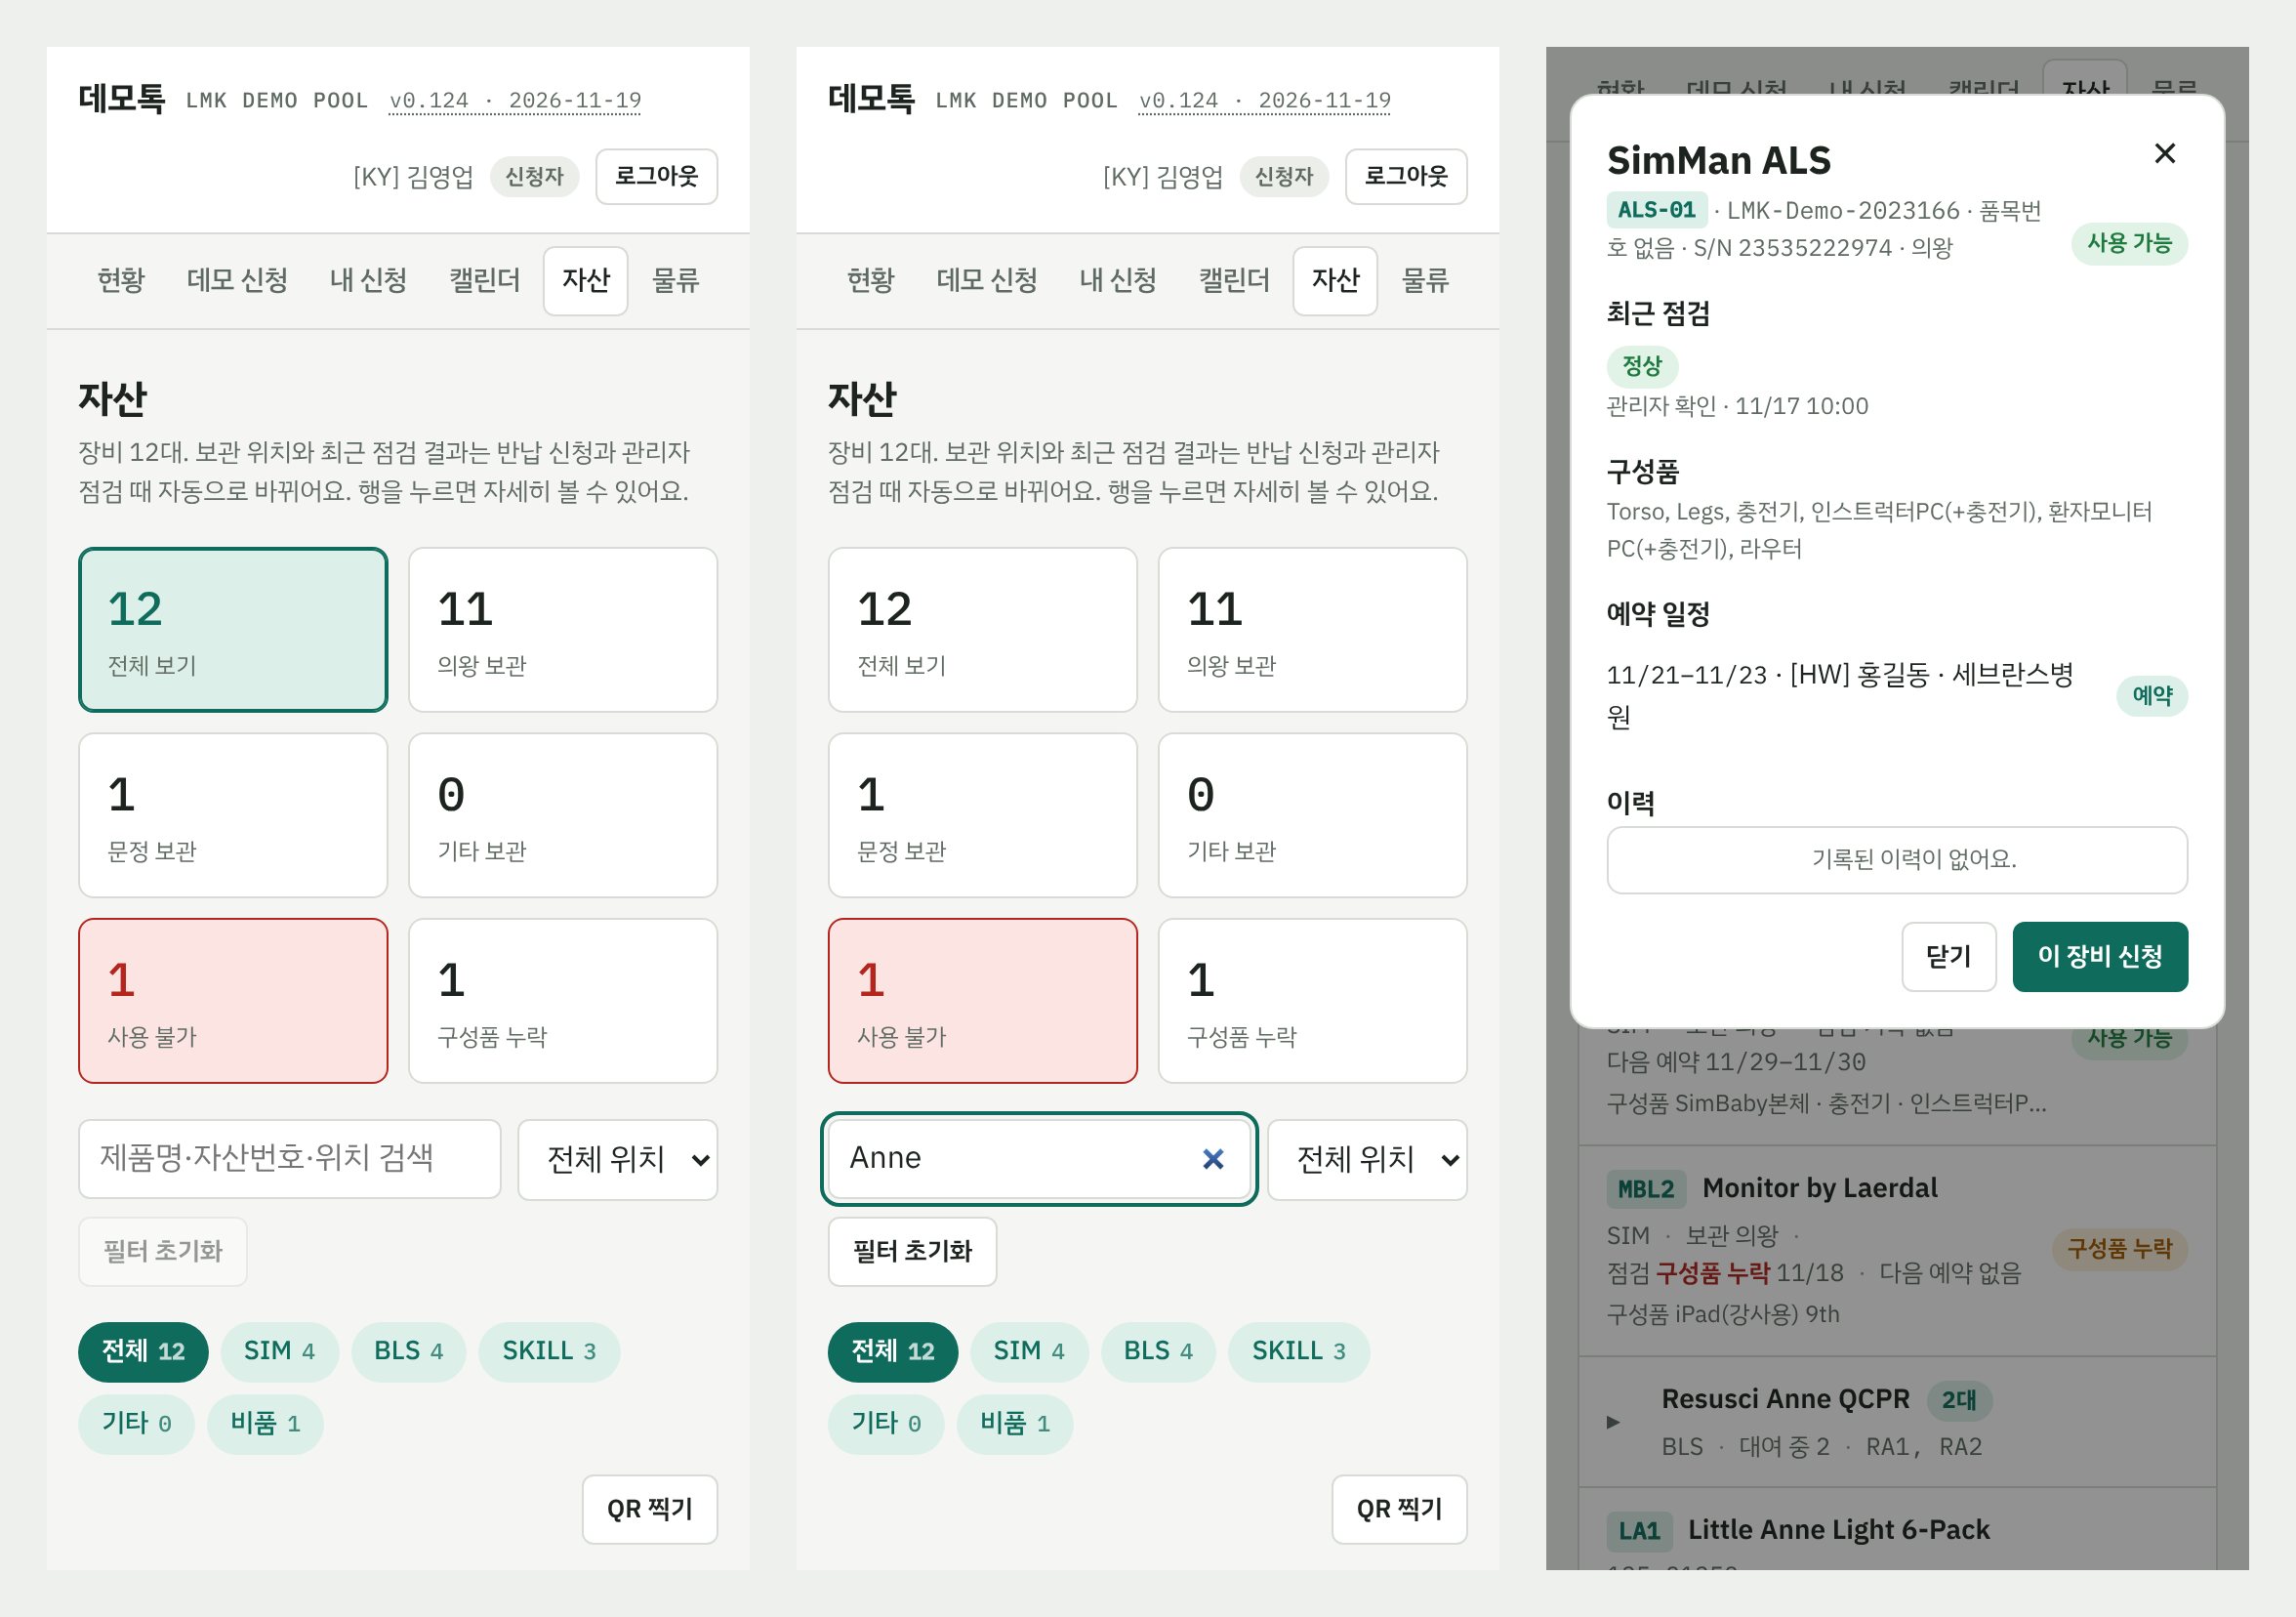 데모톡 LMK DEMO POOL v0.124 · 2026-11-19
[KY] 김영업 신청자 로그아웃
현황 데모 신청 내 신청 캘린더 자산 물류
자산
장비 12대. 보관 위치와 최근 점검 결과는 반납 신청과 관리자
점검 때 자동으로 바뀌어요. 행을 누르면 자세히 볼 수 있어요.
12
전체 보기
11
의왕 보관
1
문정 보관
0
기타 보관
1
사용 불가
1
구성품 누락
제품명·자산번호·위치 검색
전체 위치
필터 초기화
전체 12 SIM 4 BLS 4 SKILL 3
기타 0 비품 1
QR 찍기
데모톡 LMK DEMO POOL v0.124 · 2026-11-19
[KY] 김영업 신청자 로그아웃
현황 데모 신청 내 신청 캘린더 자산 물류
자산
장비 12대. 보관 위치와 최근 점검 결과는 반납 신청과 관리자
점검 때 자동으로 바뀌어요. 행을 누르면 자세히 볼 수 있어요.
12
전체 보기
11
의왕 보관
1
문정 보관
0
기타 보관
1
사용 불가
1
구성품 누락
Anne
전체 위치
필터 초기화
전체 12 SIM 4 BLS 4 SKILL 3
기타 0 비품 1
QR 찍기
현황 데모 신청 내 신청 캘린더 자산 물류
SimMan ALS
ALS-01 · LMK-Demo-2023166 · 품목번
호 없음 · S/N 23535222974 · 의왕
사용 가능
최근 점검
정상
관리자 확인 · 11/17 10:00
구성품
Torso, Legs, 충전기, 인스트럭터PC(+충전기), 환자모니터
PC(+충전기), 라우터
예약 일정
11/21–11/23 · [HW] 홍길동 · 세브란스병
원
예약
이력
기록된 이력이 없어요.
닫기 이 장비 신청
사용 가능
다음 예약 11/29–11/30
구성품 SimBaby본체 · 충전기 · 인스트럭터P...
MBL2 Monitor by Laerdal
SIM · 보관 의왕 ·
점검 구성품 누락 11/18 · 다음 예약 없음
구성품 누락
구성품 iPad(강사용) 9th
Resusci Anne QCPR 2대
BLS · 대여 중 2 · RA1, RA2
LA1 Little Anne Light 6-Pack